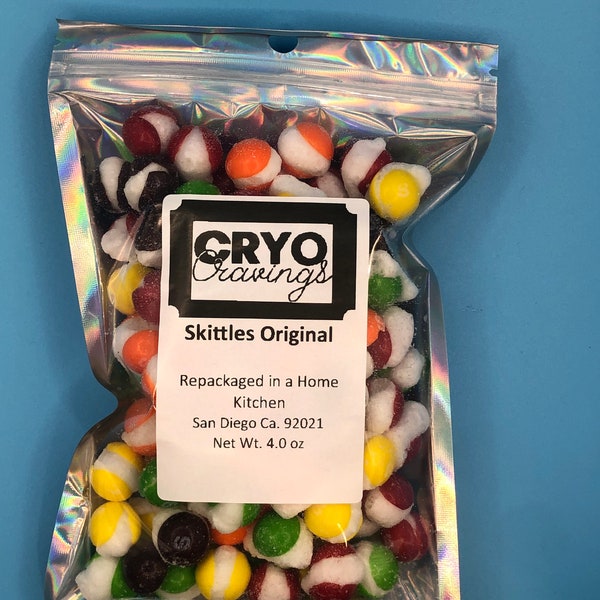 CRYO
Cravings
Skittles Original
Repackaged in a Home
Kitchen
San Diego Ca. 92021
Net Wt. 4.0 oz
S
S